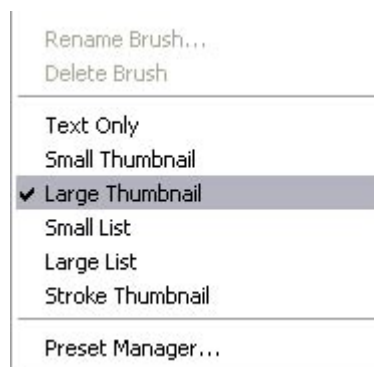 Rename Brush...
Delete Brush
Text Only
Small Thumbnail
Large Thumbnail
Small List
Large List
Stroke Thumbnail
Preset Manager...